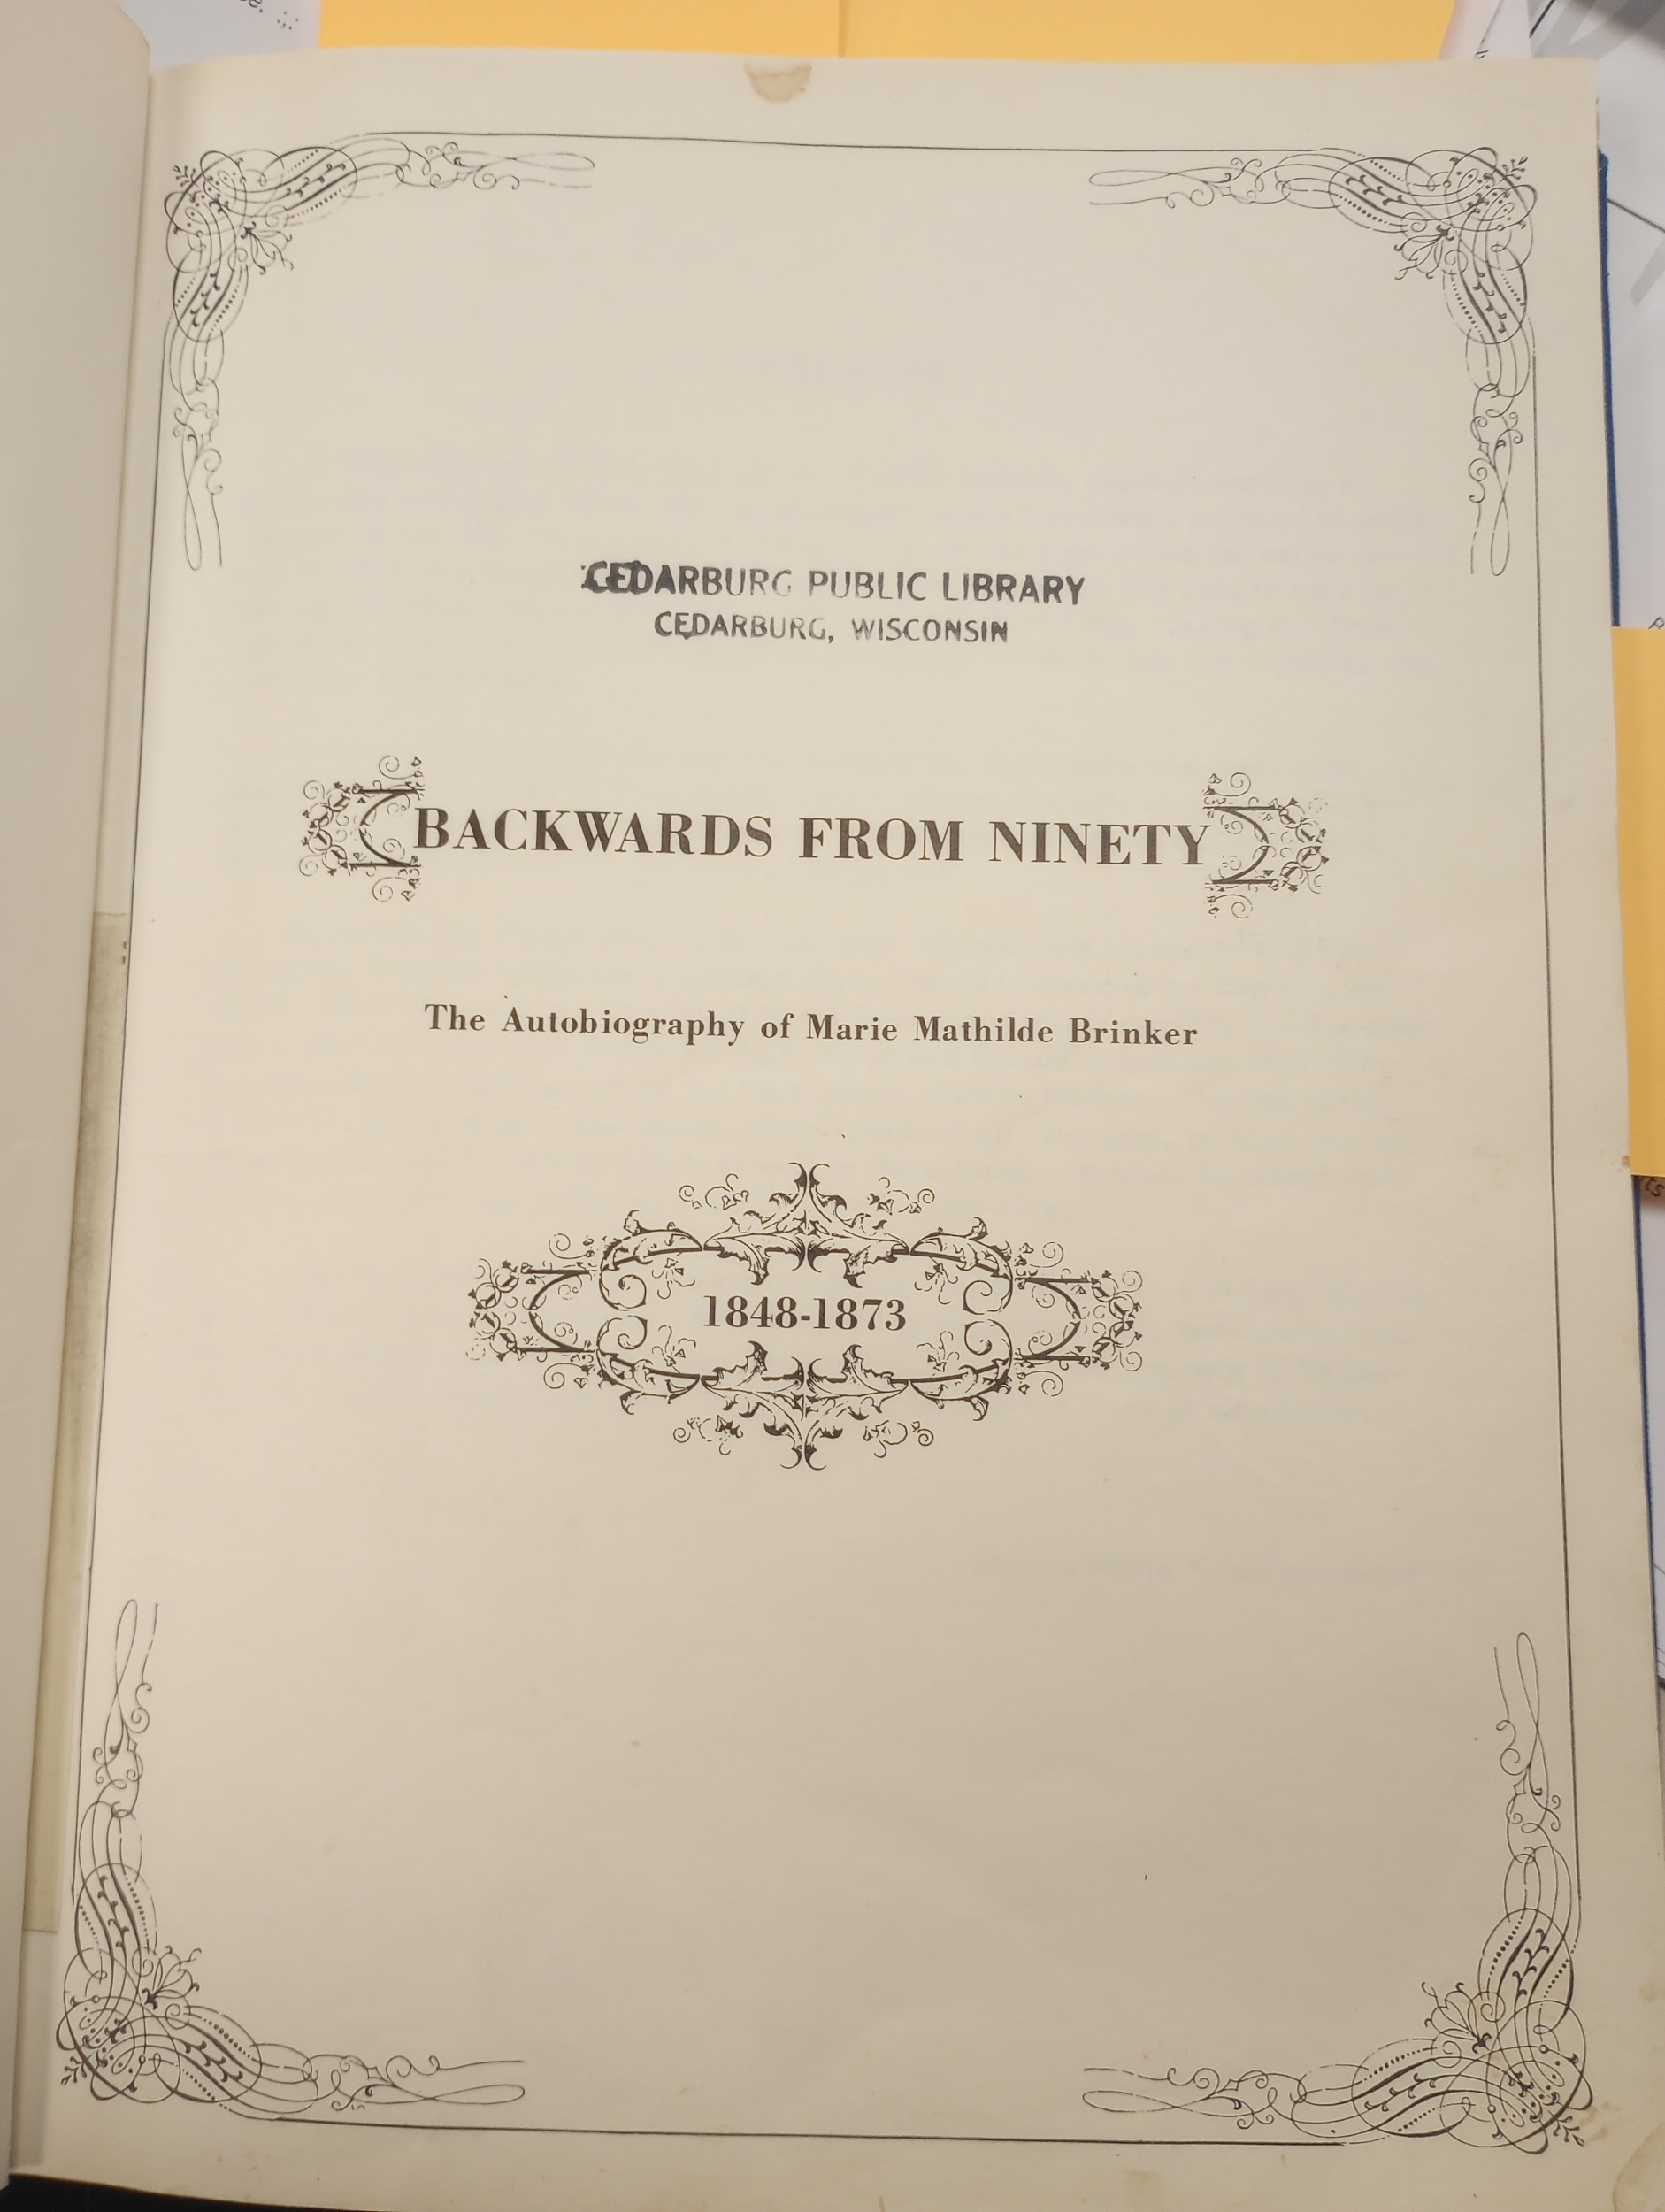 CEDARBURG PUBLIC LIBRARY
CEDARBURG, WISCONSIN
BACKWARDS FROM NINETY
The Autobiography of Marie Mathilde Brinker
1848-1873